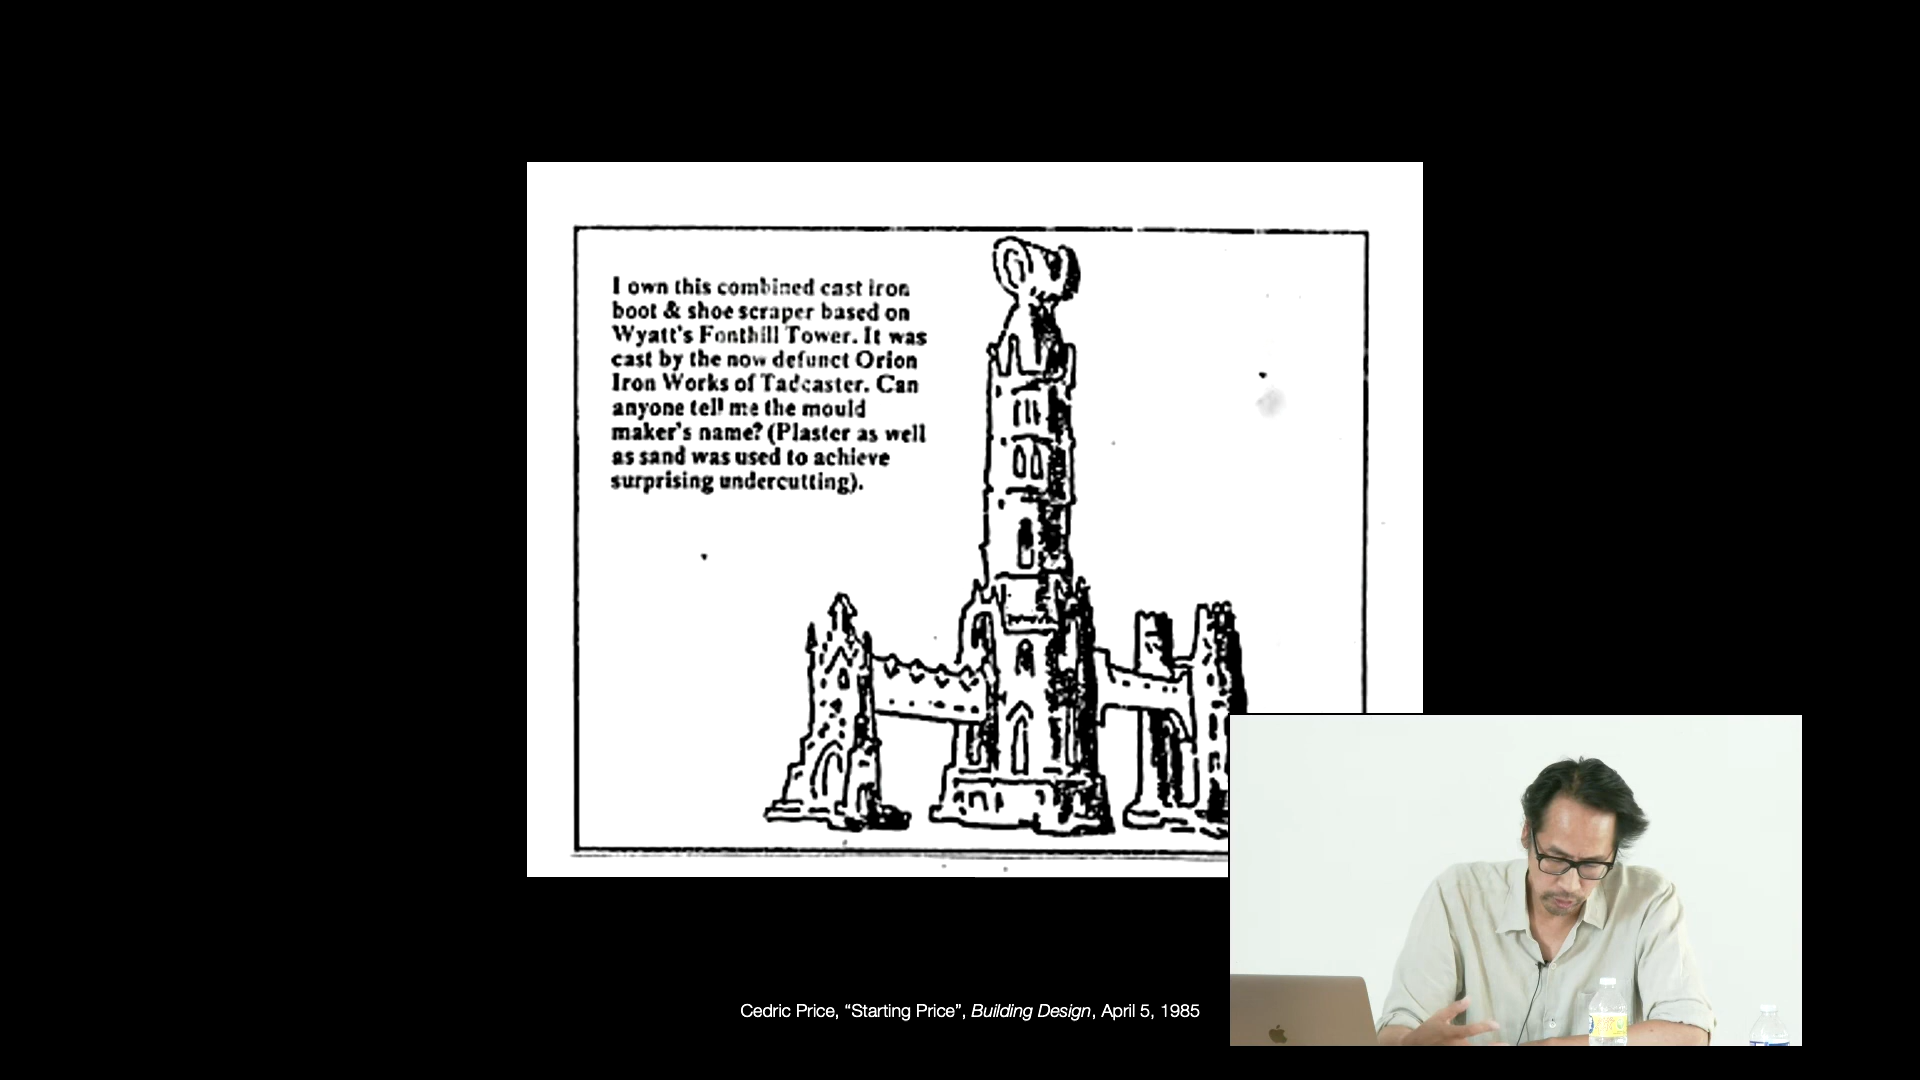 I own this combined cast iron
boot & shoe scraper based on
Wyatt's Fonthill Tower. It was
cast by the now defunct Orion
Iron Works of Tadcaster. Can
anyone tell me the mould
maker's name? (Plaster as well
as sand was used to achieve
surprising undercutting).
Cedric Price, “Starting Price”, Building Design, April 5, 1985